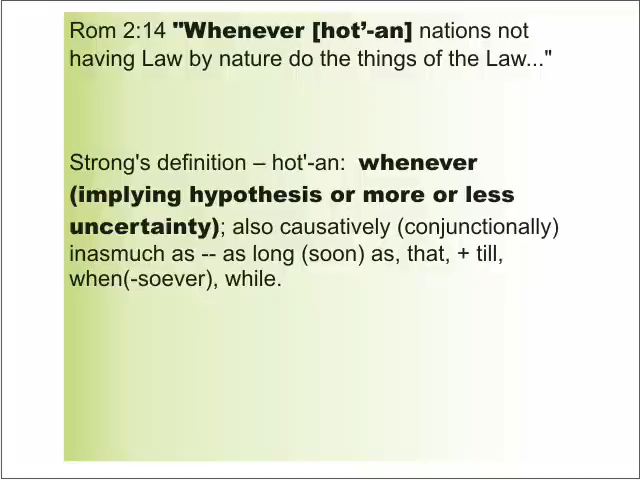 Rom 2:14 "Whenever [hot’-an] nations not
having Law by nature do the things of the Law..."
Strong's definition – hot'-an: whenever
(implying hypothesis or more or less
uncertainty); also causatively (conjunctionally)
inasmuch as -- as long (soon) as, that, + till,
when(-soever), while.